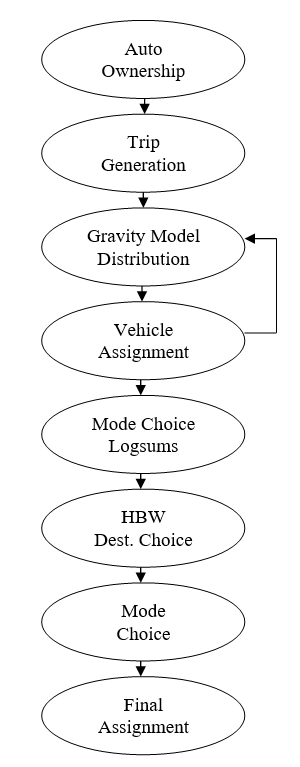 Auto
Ownership
Trip
Generation
Gravity Model
Distribution
Vehicle
Assignment
Mode Choice
Logsums
HBW
Dest. Choice
Mode
Choice
Final
Assignment